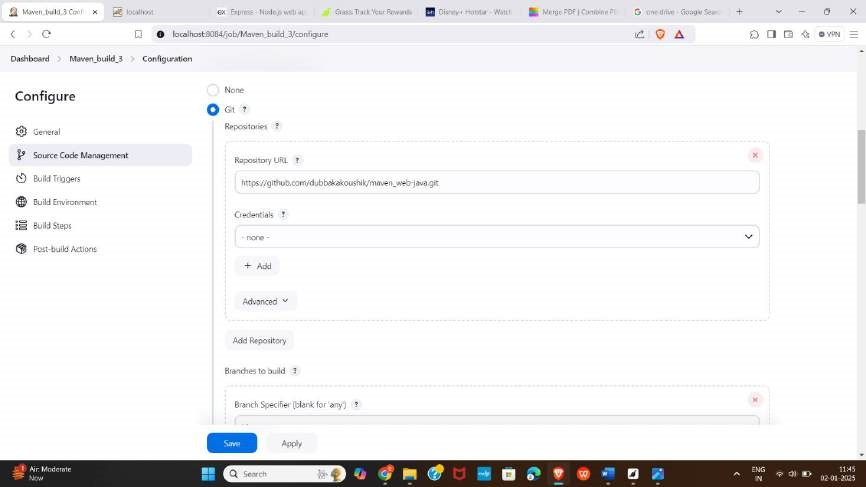 Maven_build_3 Confi
localhost
Express - Node.js web ap
Grass: Track Your Rewards
Disney+ Hotstar - Watch
Merge PDF | Combine PD
one drive - Google Searc
localhost:8084/job/Maven_build_3/configure
VPN
Dashboard > Maven_build_3 > Configuration
Configure
General
Source Code Management
Build Triggers
Build Environment
Build Steps
Post-build Actions
None
Git ?
Repositories ?
Repository URL ?
https://github.com/dubbakakoushik/maven_web-java.git
Credentials ?
- none -
+ Add
Advanced
Add Repository
Branches to build ?
Branch Specifier (blank for 'any') ?
Save
Apply
Air: Moderate
Now
Search
ENG
IN
11:45
02-01-2025